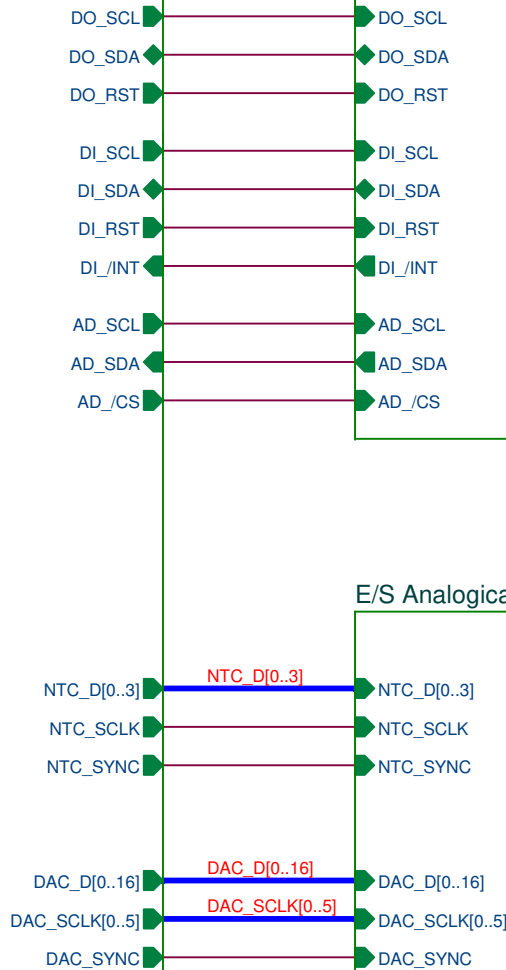 DO_SCL DO_SCL
DO_SDA DO_SDA
DO_RST DO_RST
DI_SCL DI_SCL
DI_SDA DI_SDA
DI_RST DI_RST
DI_/INT DI_/INT
AD_SCL AD_SCL
AD_SDA AD_SDA
AD_/CS AD_/CS
E/S Analogica
NTC_D[0..3] NTC_D[0..3] NTC_D[0..3]
NTC_SCLK NTC_SCLK
NTC_SYNC NTC_SYNC
DAC_D[0..16] DAC_D[0..16] DAC_D[0..16]
DAC_SCLK[0..5] DAC_SCLK[0..5] DAC_SCLK[0..5]
DAC_SYNC DAC_SYNC